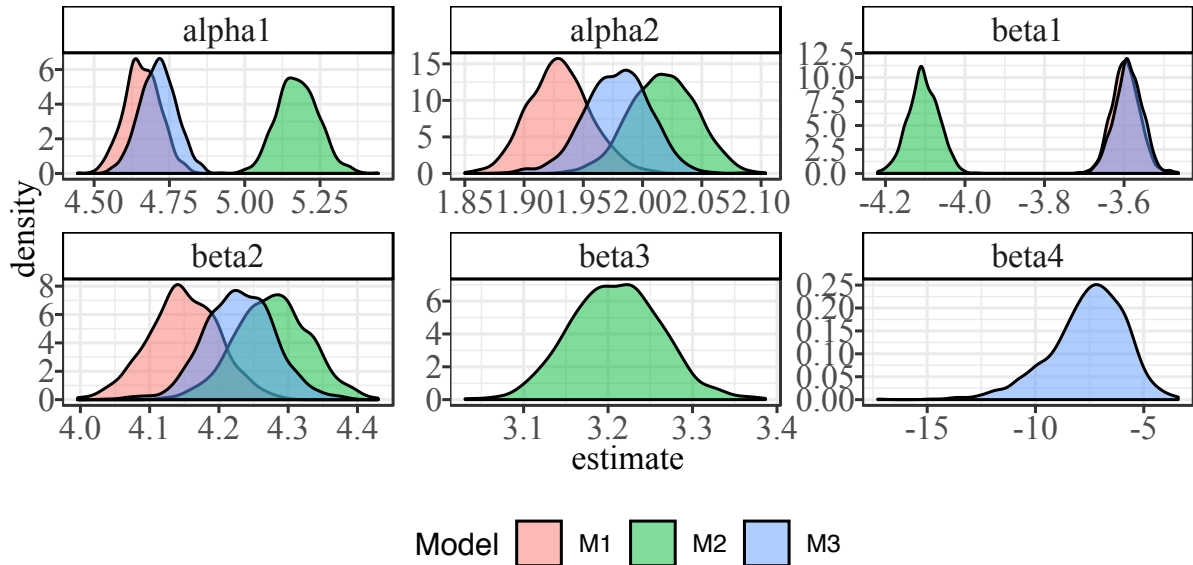 alpha1
alpha2
beta1
6
4
2
0
4.50 4.75 5.00 5.25
15
10
5
0
1.85 1.90 1.95 2.00 2.05 2.10
12.5
10.0
7.5
5.0
2.5
0.0
-4.2 -4.0 -3.8 -3.6
density
beta2
beta3
beta4
8
6
4
2
0
4.0 4.1 4.2 4.3 4.4
6
4
2
0
3.1 3.2 3.3 3.4
0.25
0.20
0.15
0.10
0.05
0.00
-15 -10 -5
estimate
Model M1 M2 M3